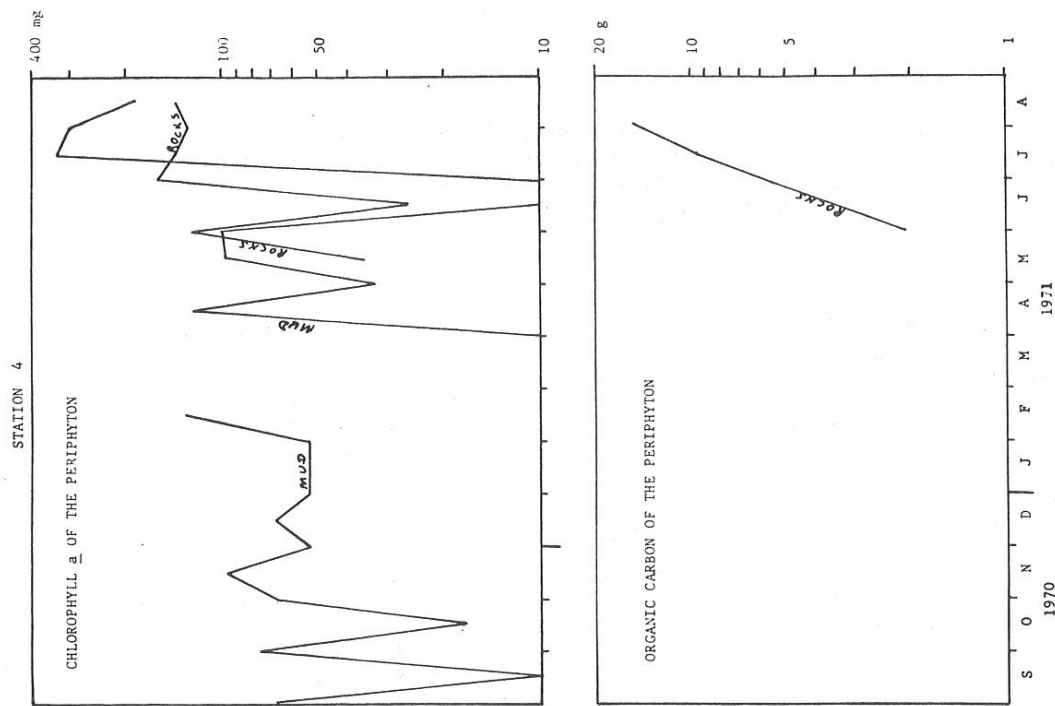 STATION 4
CHLOROPHYLL a OF THE PERIPHYTON
400 mg
100
50
10
MUD
MUD
ROCKS
ROCKS
ORGANIC CARBON OF THE PERIPHYTON
20 g
10
5
1
ROCKS
S O N D J F M A M J J A
1970 1971